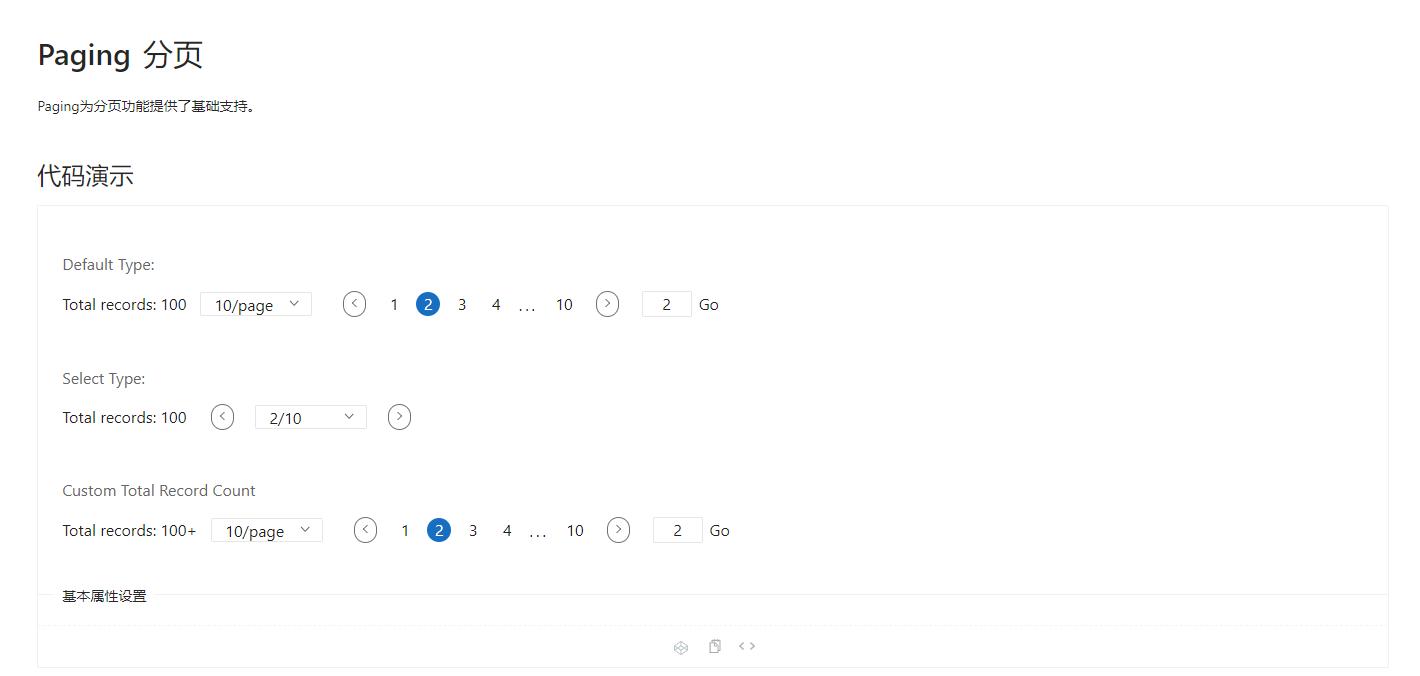 Paging 分页
Paging为分页功能提供了基础支持。
代码演示
Default Type:
Total records: 100 10/page 1 2 3 4 ... 10 2 Go
Select Type:
Total records: 100 2/10
Custom Total Record Count
Total records: 100+ 10/page 1 2 3 4 ... 10 2 Go
基本属性设置